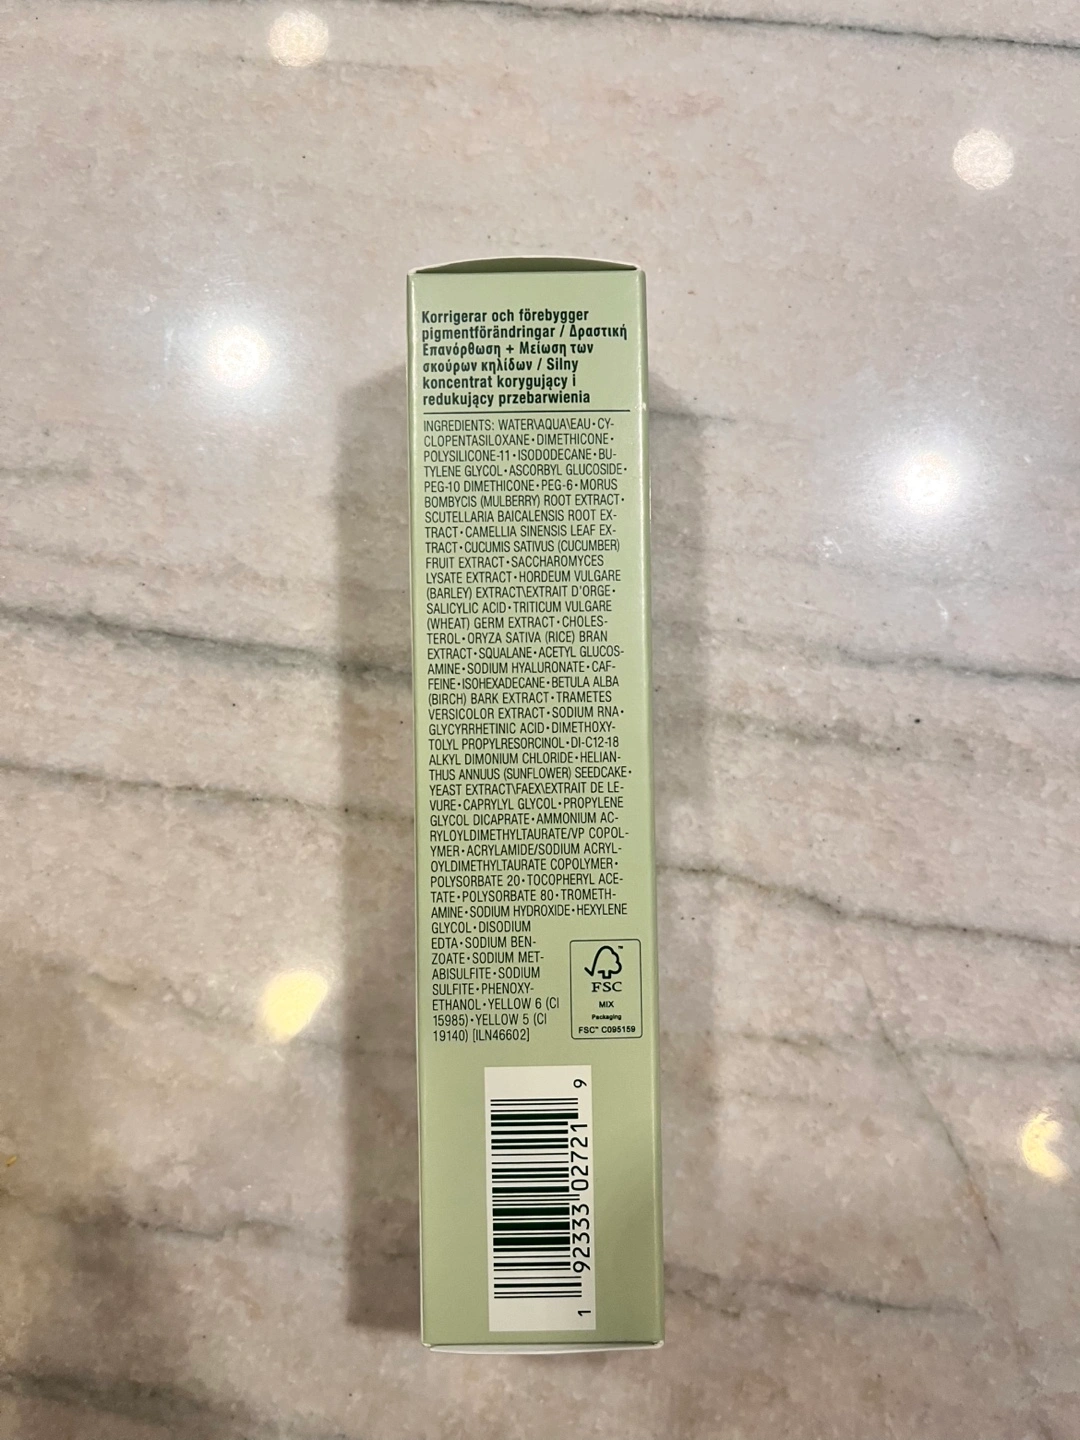 Korrigerar och förebygger
pigmentförändringar / Δραστική
Επανόρθωση + Μείωση των
σκούρων κηλίδων / Silny
koncentrat korygujący i
redukujący przebarwienia
INGREDIENTS: WATER\AQUA\EAU • CY-
CLOPENTASILOXANE • DIMETHICONE •
POLYSILICONE-11 • ISODODECANE • BU-
TYLENE GLYCOL • ASCORBYL GLUCOSIDE •
PEG-10 DIMETHICONE • PEG-6 • MORUS
BOMBYCIS (MULBERRY) ROOT EXTRACT •
SCUTELLARIA BAICALENSIS ROOT EX-
TRACT • CAMELLIA SINENSIS LEAF EX-
TRACT • CUCUMIS SATIVUS (CUCUMBER)
FRUIT EXTRACT • SACCHAROMYCES
LYSATE EXTRACT • HORDEUM VULGARE
(BARLEY) EXTRACT\EXTRAIT D'ORGE •
SALICYLIC ACID • TRITICUM VULGARE
(WHEAT) GERM EXTRACT • CHOLES-
TEROL • ORYZA SATIVA (RICE) BRAN
EXTRACT • SQUALANE • ACETYL GLUCOS-
AMINE • SODIUM HYALURONATE • CAF-
FEINE • ISOHEXADECANE • BETULA ALBA
(BIRCH) BARK EXTRACT • TRAMETES
VERSICOLOR EXTRACT • SODIUM RNA •
GLYCYRRHETINIC ACID • DIMETHOXY-
TOLYL PROPYLRESORCINOL • DI-C12-18
ALKYL DIMONIUM CHLORIDE • HELIAN-
THUS ANNUUS (SUNFLOWER) SEEDCAKE •
YEAST EXTRACT\FAEX\EXTRAIT DE LE-
VURE • CAPRYLYL GLYCOL • PROPYLENE
GLYCOL DICAPRATE • AMMONIUM AC-
RYLOYLDIMETHYLTAURATE/VP COPOL-
YMER • ACRYLAMIDE/SODIUM ACRYL-
OYLDIMETHYLTAURATE COPOLYMER •
POLYSORBATE 20 • TOCOPHERYL ACE-
TATE • POLYSORBATE 80 • TROMETH-
AMINE • SODIUM HYDROXIDE • HEXYLENE
GLYCOL • DISODIUM
EDTA • SODIUM BEN-
ZOATE • SODIUM MET-
ABISULFITE • SODIUM
SULFITE • PHENOXY-
ETHANOL • YELLOW 6 (CI
15985) • YELLOW 5 (CI
19140) [ILN46602]
™
FSC
MIX
Packaging
FSC™ C095159
1 92333 02721 9